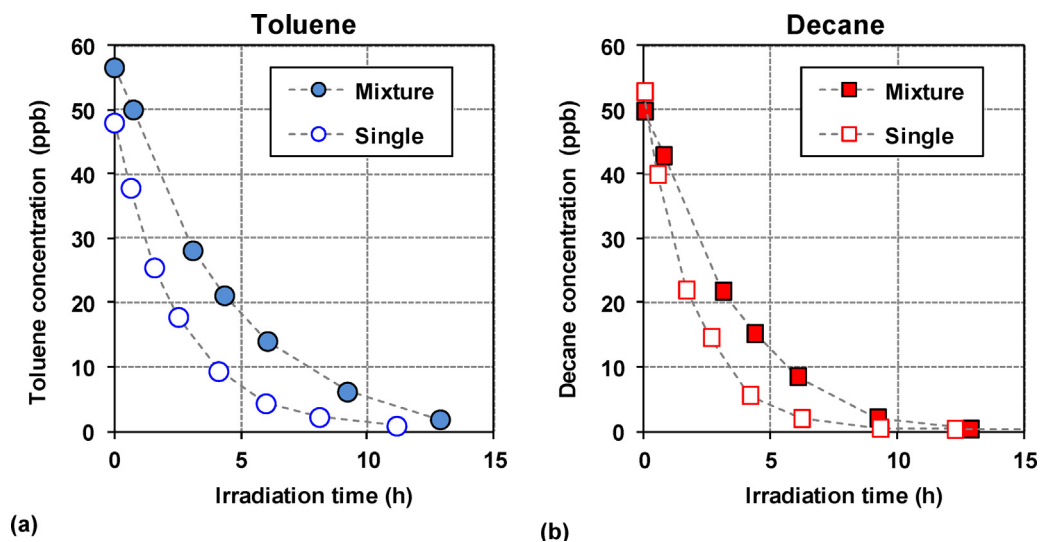 Toluene
60
50
40
30
20
10
0
0 5 10 15
Toluene concentration (ppb)
Irradiation time (h)
Mixture
Single
(a)
Decane
60
50
40
30
20
10
0
0 5 10 15
Decane concentration (ppb)
Irradiation time (h)
Mixture
Single
(b)